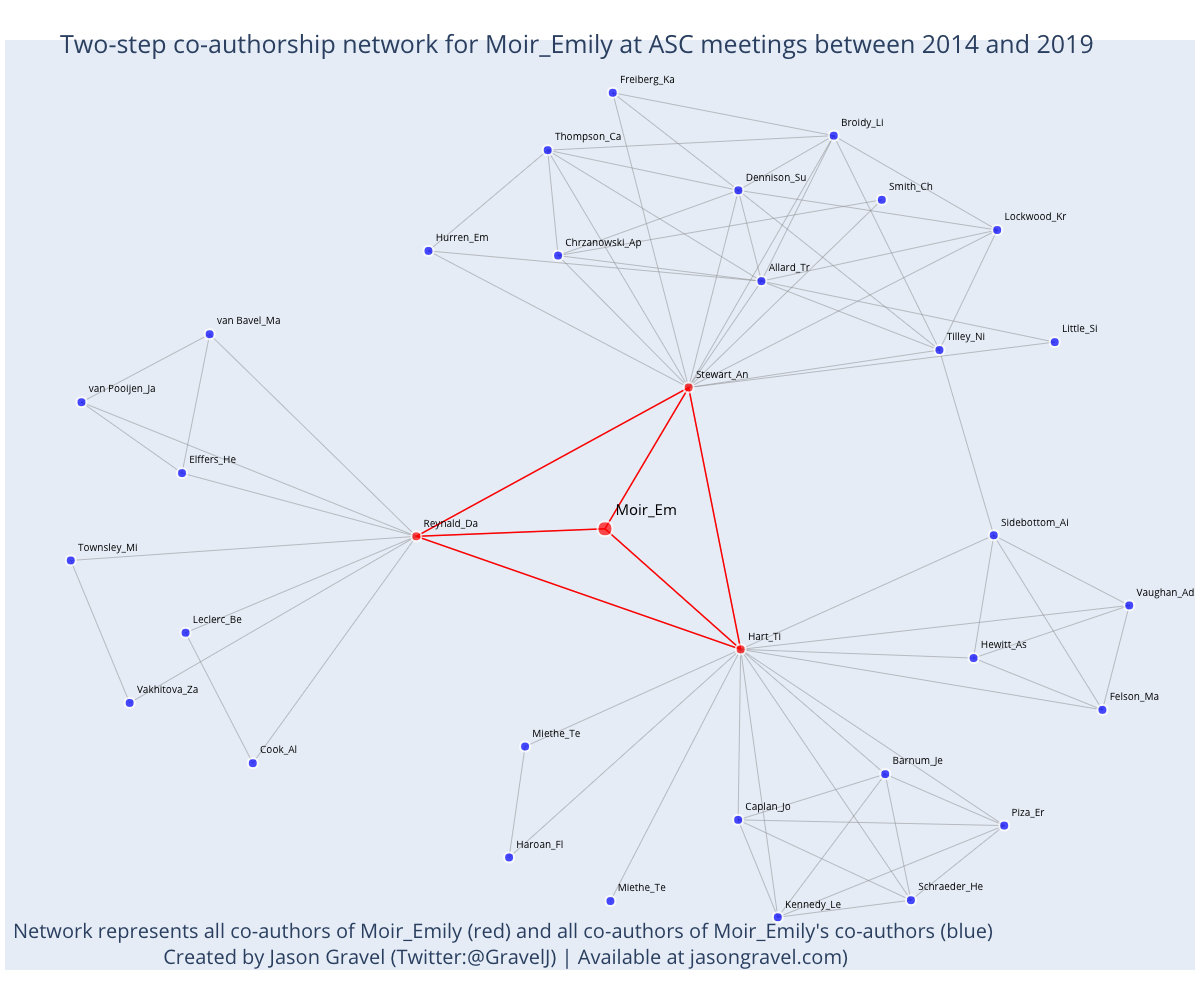 Two-step co-authorship network for Moir_Emily at ASC meetings between 2014 and 2019
Freiberg_Ka
Broidy_Li
Thompson_Ca
Dennison_Su
Smith_Ch
Lockwood_Kr
Hurren_Em
Chrzanowski_Ap
Allard_Tr
van Bavel_Ma
Little_Si
Tilley_Ni
Stewart_An
van Pooijen_Ja
Elffers_He
Moir_Em
Reynald_Da
Sidebottom_Ai
Townsley_Mi
Vaughan_Ad
Leclerc_Be
Hart_Ti
Hewitt_As
Vakhitova_Za
Felson_Ma
Miethe_Te
Cook_Al
Barnum_Je
Caplan_Jo
Piza_Er
Haroan_Fl
Miethe_Te
Schraeder_He
Kennedy_Le
Network represents all co-authors of Moir_Emily (red) and all co-authors of Moir_Emily's co-authors (blue)
Created by Jason Gravel (Twitter:@GravelJ) | Available at jasongravel.com)